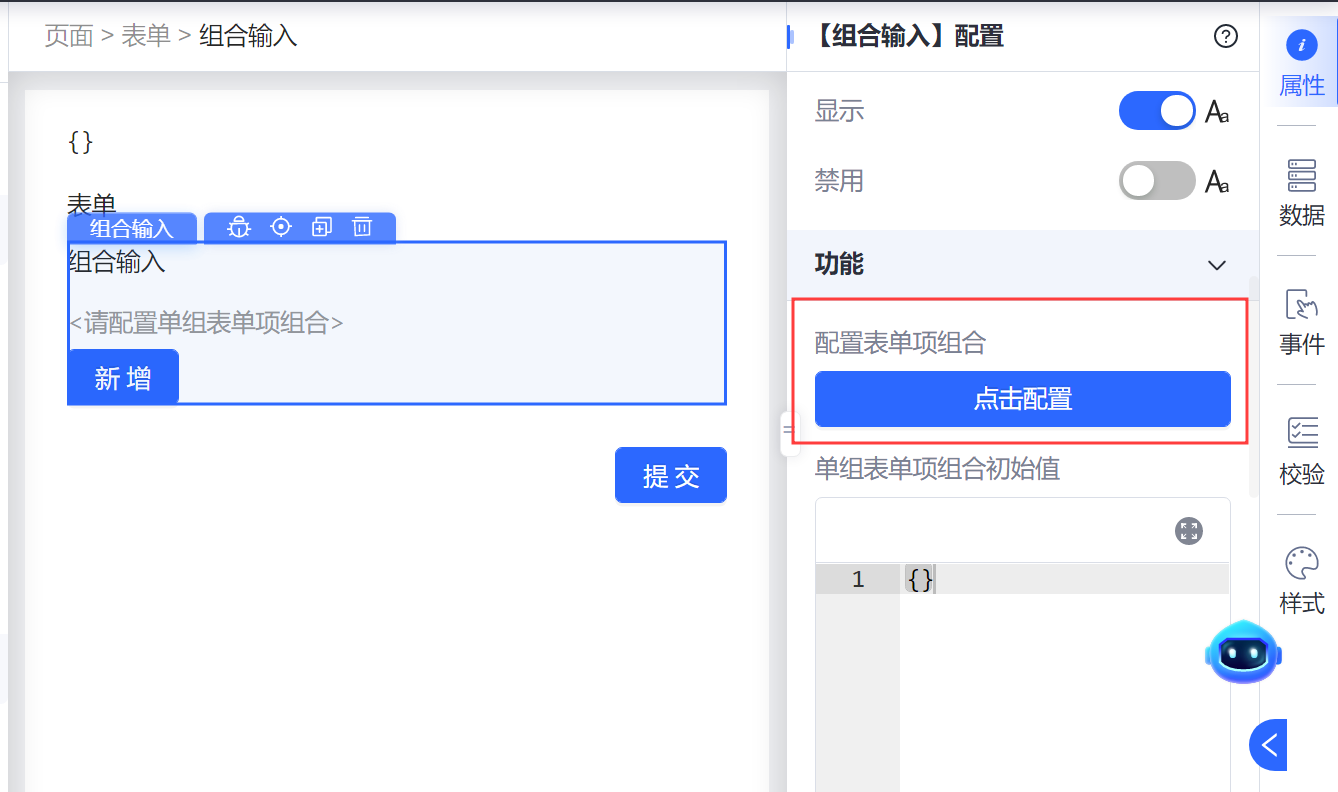 页面 > 表单 > 组合输入
{}
表单
组合输入
组合输入
<请配置单组表单项组合>
新 增
提 交
【组合输入】配置
显示
Aa
禁用
Aa
功能
配置表单项组合
点击配置
单组表单项组合初始值
1 {}
属性
数据
事件
校验
样式